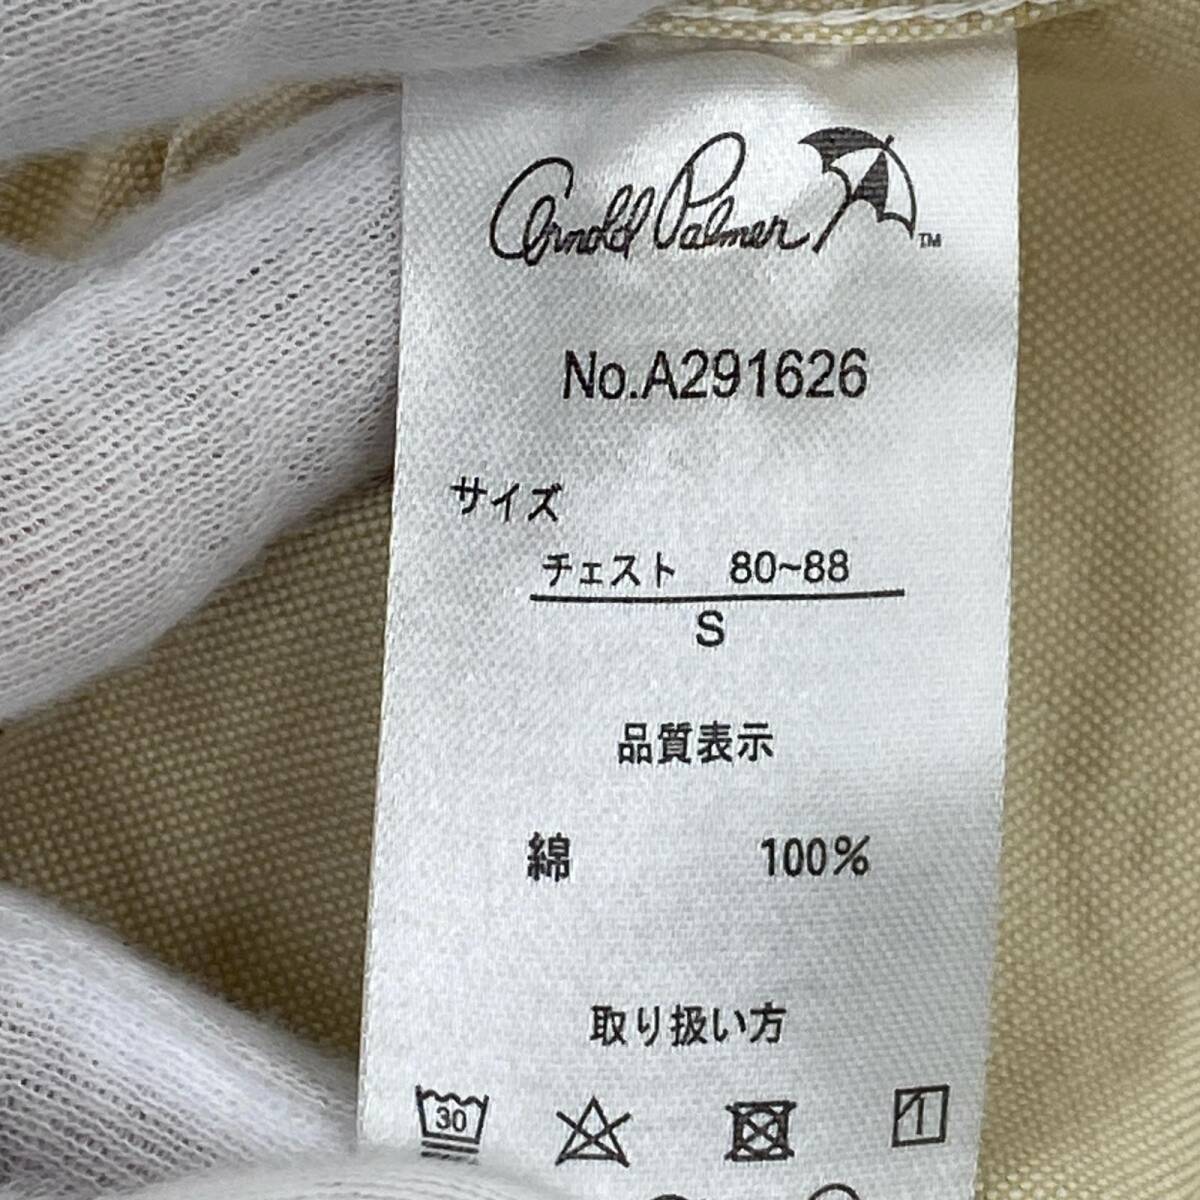 Arnold Palmer TM
No.A291626
サイズ
チェスト 80~88
S
品質表示
綿 100%
取り扱い方
30